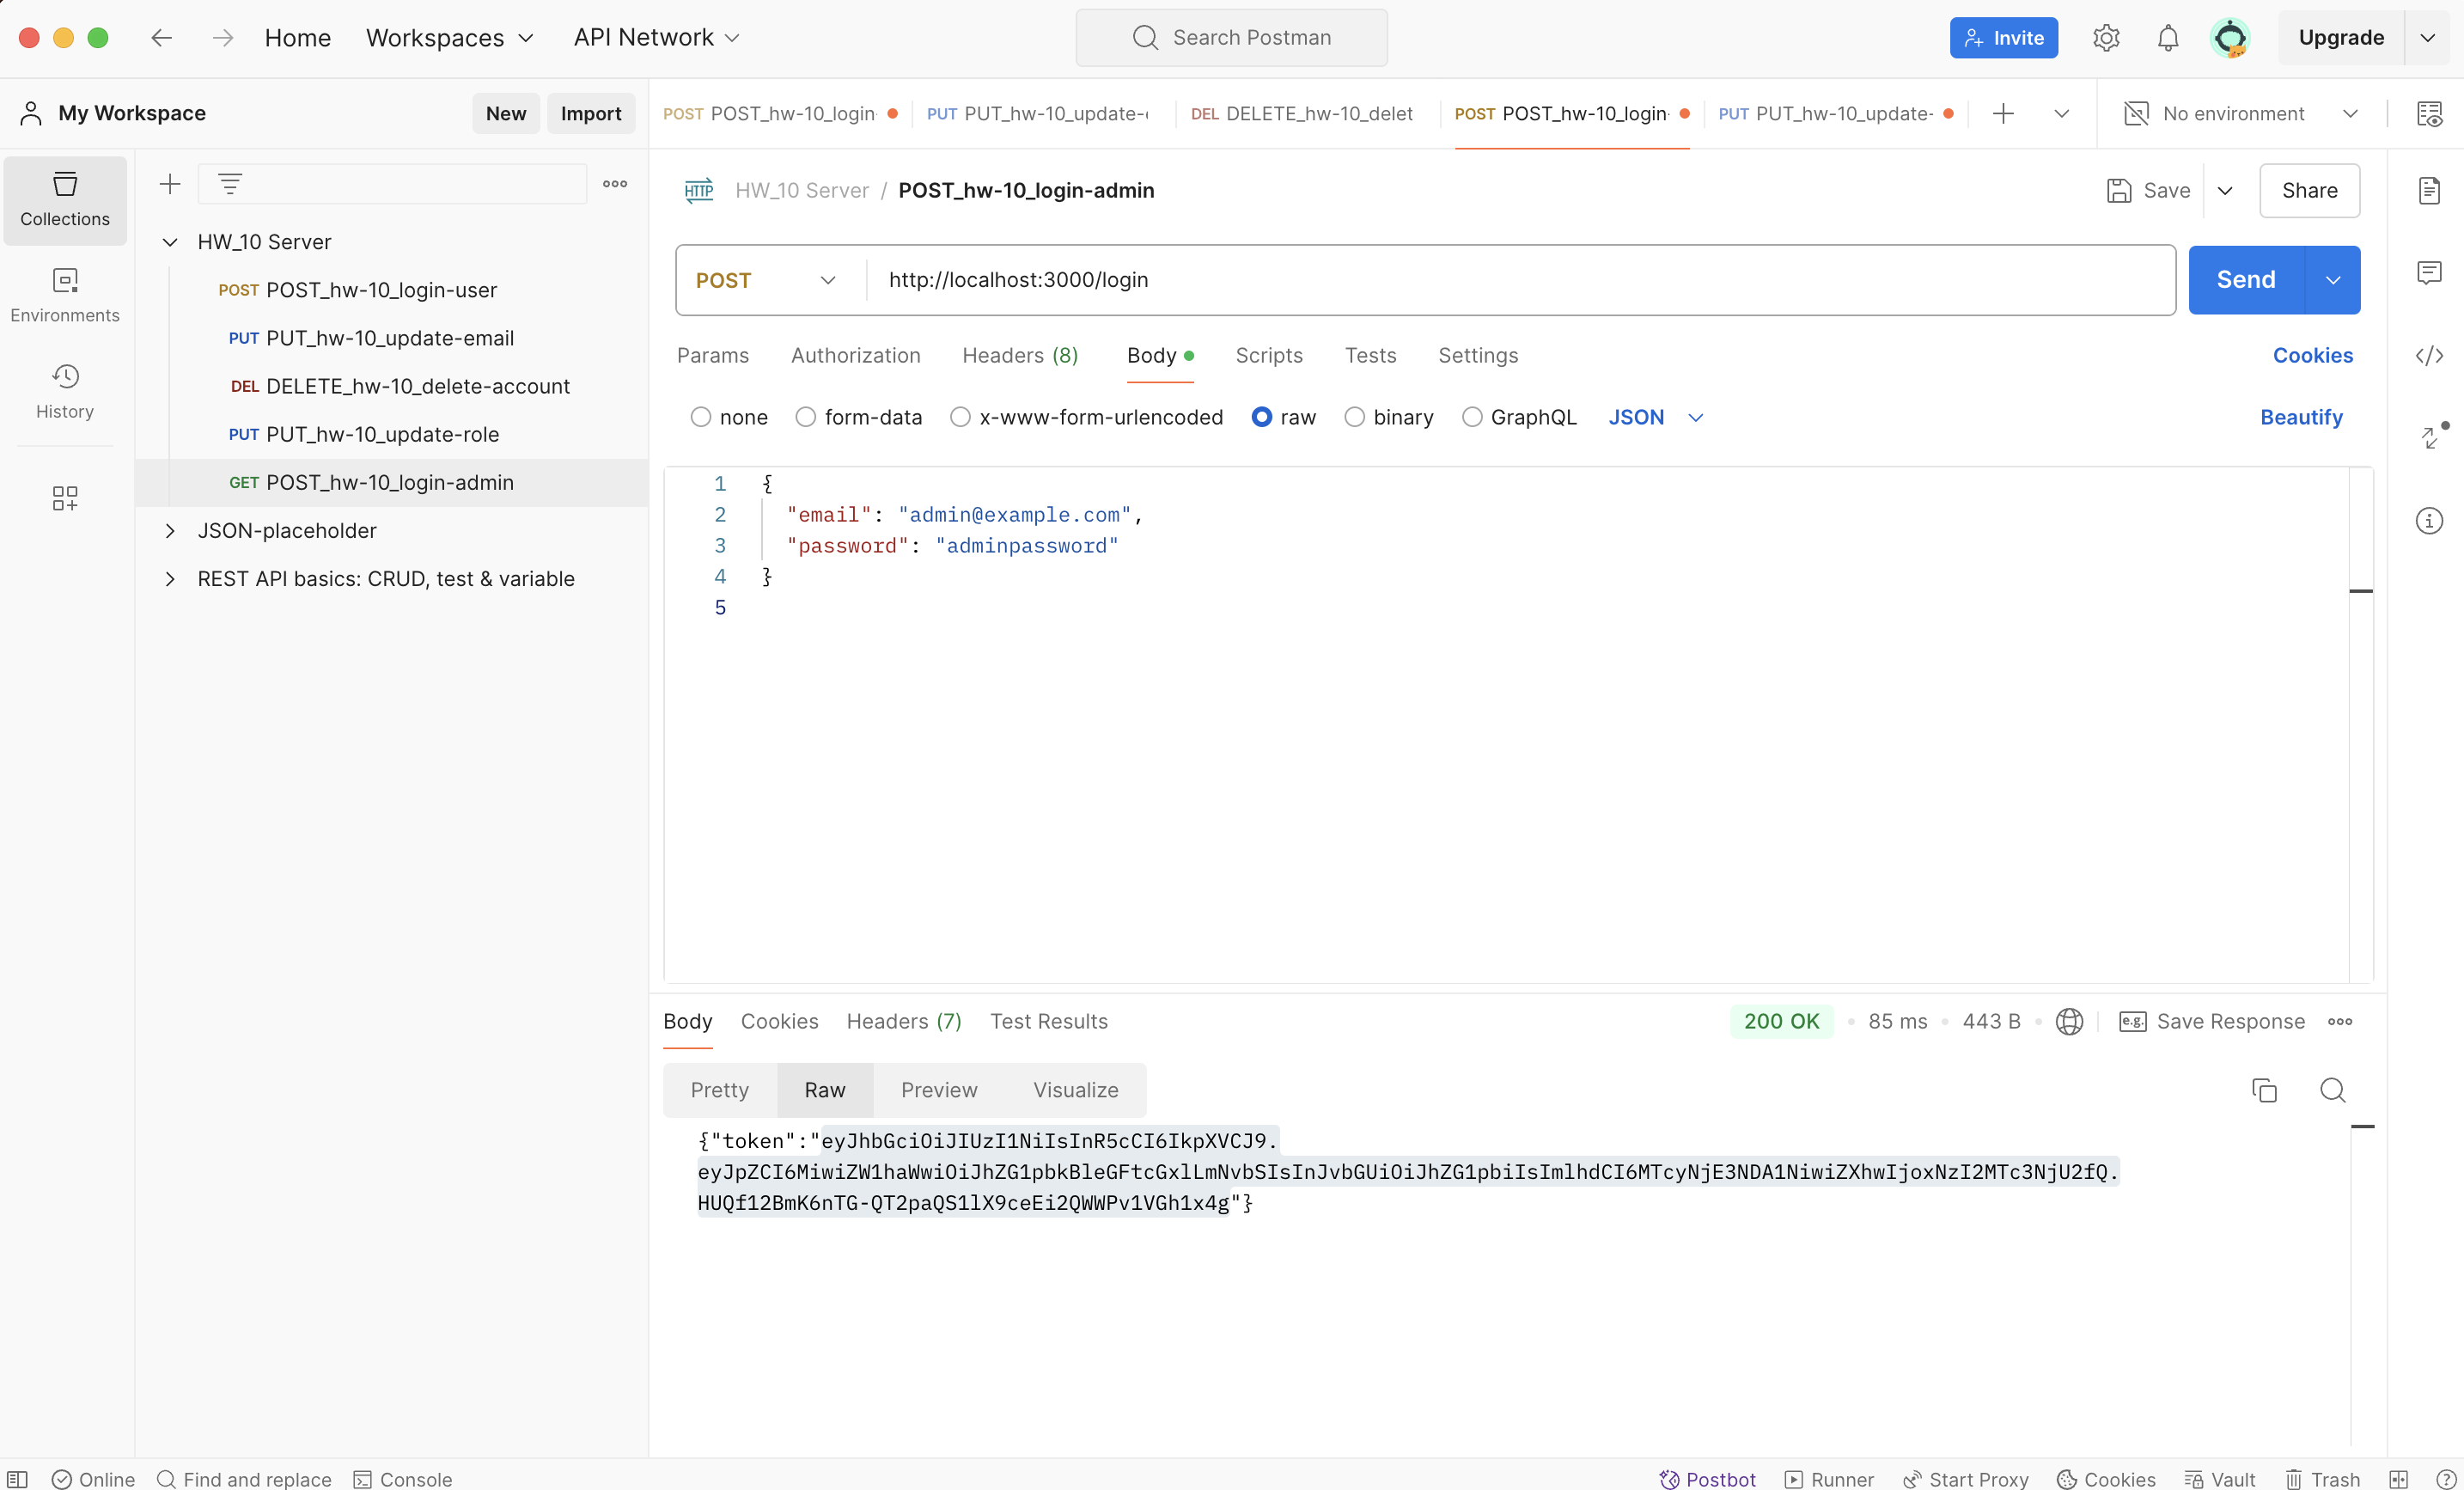 Home Workspaces API Network Search Postman Invite Upgrade
My Workspace New Import
POST POST_hw-10_login- PUT PUT_hw-10_update- DEL DELETE_hw-10_delet POST POST_hw-10_login- PUT PUT_hw-10_update- No environment
Collections
Environments
History
HW_10 Server
POST POST_hw-10_login-user
PUT PUT_hw-10_update-email
DEL DELETE_hw-10_delete-account
PUT PUT_hw-10_update-role
GET POST_hw-10_login-admin
JSON-placeholder
REST API basics: CRUD, test & variable
HTTP HW_10 Server / POST_hw-10_login-admin Save Share
POST http://localhost:3000/login Send
Params Authorization Headers (8) Body Scripts Tests Settings Cookies
none form-data x-www-form-urlencoded raw binary GraphQL JSON Beautify
1 {
2 "email": "admin@example.com",
3 "password": "adminpassword"
4 }
5
Body Cookies Headers (7) Test Results 200 OK 85 ms 443 B e.g. Save Response
Pretty Raw Preview Visualize
{"token":"eyJhbGciOiJIUzI1NiIsInR5cCI6IkpXVCJ9.
eyJpZCI6MiwiZW1haWwiOiJhZG1pbkBleGFtcGxlLmNvbSIsInJvbGUiOiJhZG1pbiIsImlhdCI6MTcyNjE3NDA1NiwiZXhwIjoxNzI2MTc3NjU2fQ.
HUQf12BmK6nTG-QT2paQS1lX9ceEi2QWWPv1VGh1x4g"}
Online Find and replace Console Postbot Runner Start Proxy Cookies Vault Trash